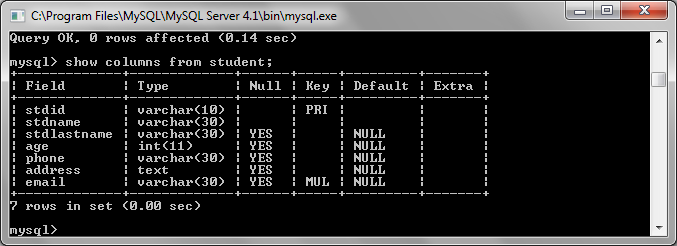 C:\Program Files\MySQL\MySQL Server 4.1\bin\mysql.exe
Query OK, 0 rows affected (0.14 sec)
mysql> show columns from student;
+-------------+-------------+------+-----+---------+-------+
| Field       | Type        | Null | Key | Default | Extra |
+-------------+-------------+------+-----+---------+-------+
| stdid       | varchar(10) |      | PRI |         |       |
| stdname     | varchar(30) |      |     |         |       |
| stdlastname | varchar(30) | YES  |     | NULL    |       |
| age         | int(11)     | YES  |     | NULL    |       |
| phone       | varchar(30) | YES  |     | NULL    |       |
| address     | text        | YES  |     | NULL    |       |
| email       | varchar(30) | YES  | MUL | NULL    |       |
+-------------+-------------+------+-----+---------+-------+
7 rows in set (0.00 sec)
mysql>